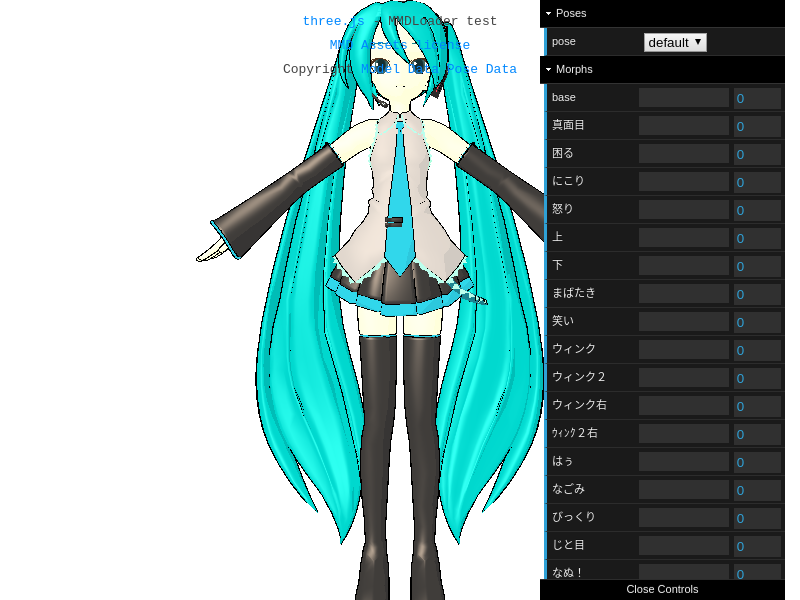 three.js - MMDLoader test
MMD Assets license
Copyright Model Data Pose Data
Poses
pose default
Morphs
base 0
真面目 0
困る 0
にこり 0
怒り 0
上 0
下 0
まばたき 0
笑い 0
ウィンク 0
ウィンク２ 0
ウィンク右 0
ｳｨﾝｸ２右 0
はぅ 0
なごみ 0
びっくり 0
じと目 0
なぬ！ 0
Close Controls